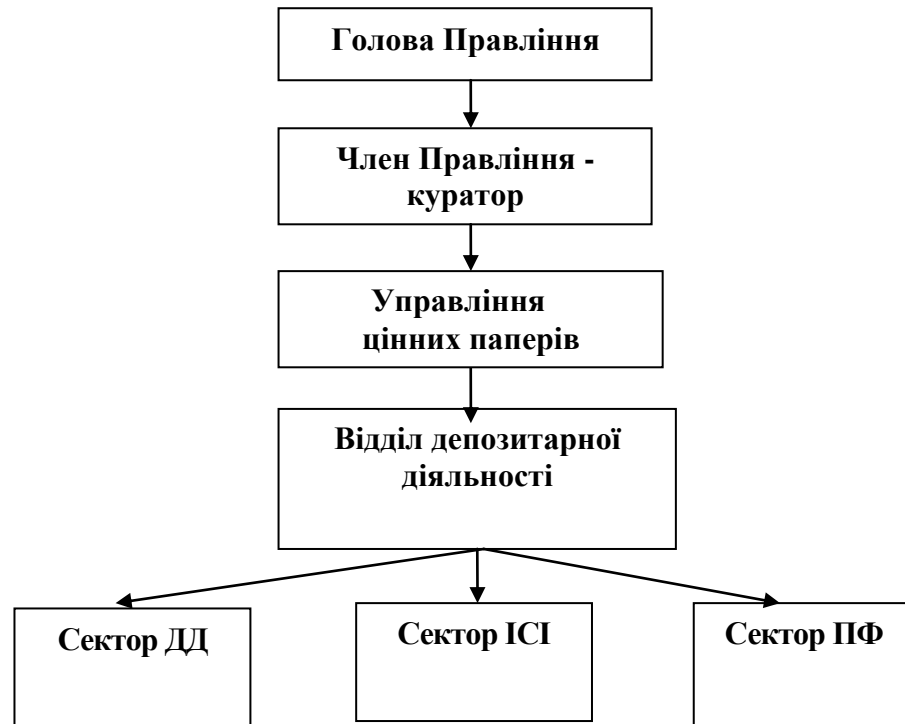 Голова Правління
Член Правління -
куратор
Управління
цінних паперів
Відділ депозитарної
діяльності
Сектор ДД
Сектор ІСІ
Сектор ПФ